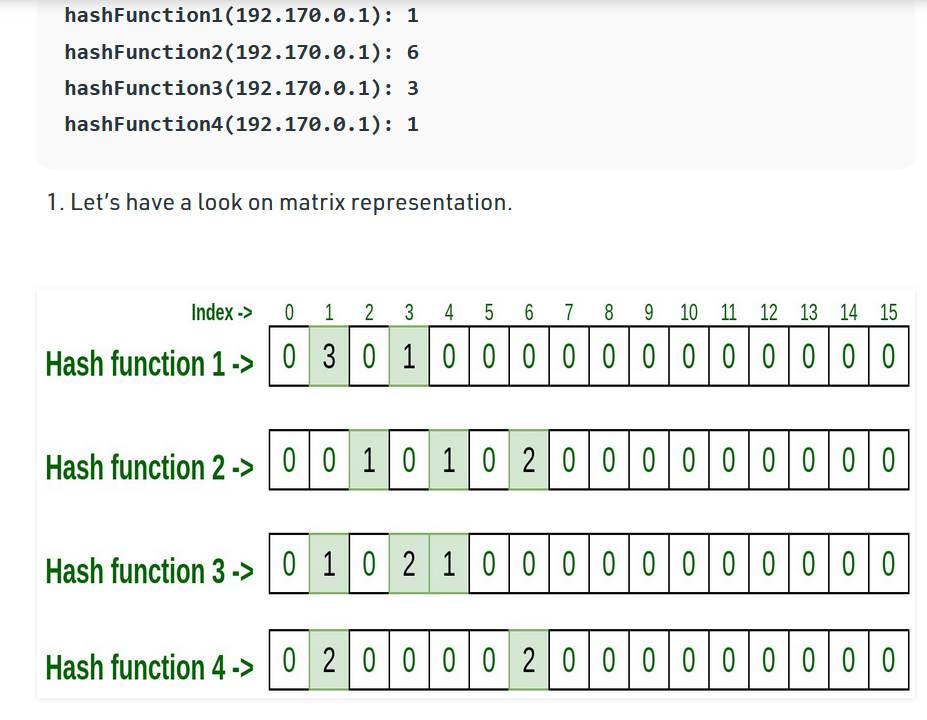 hashFunction1(192.170.0.1): 1
hashFunction2(192.170.0.1): 6
hashFunction3(192.170.0.1): 3
hashFunction4(192.170.0.1): 1
1. Let’s have a look on matrix representation.
Index -> 0 1 2 3 4 5 6 7 8 9 10 11 12 13 14 15
Hash function 1 -> 0 3 0 1 0 0 0 0 0 0 0 0 0 0 0 0
Hash function 2 -> 0 0 1 0 1 0 2 0 0 0 0 0 0 0 0 0
Hash function 3 -> 0 1 0 2 1 0 0 0 0 0 0 0 0 0 0 0
Hash function 4 -> 0 2 0 0 0 0 2 0 0 0 0 0 0 0 0 0